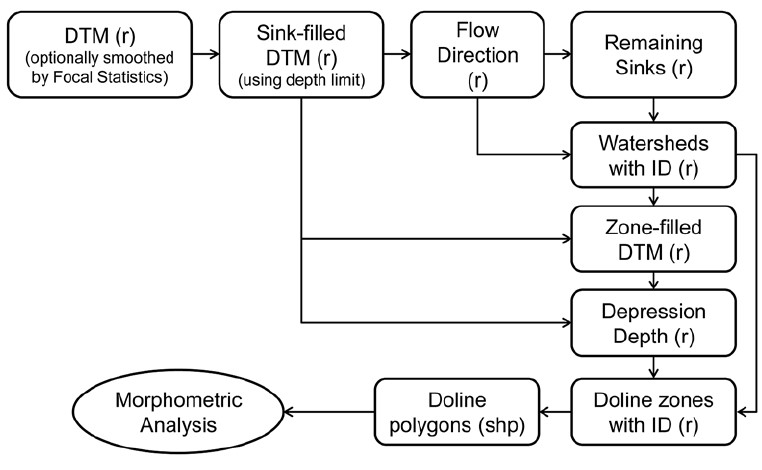 DTM (r)
(optionally smoothed
by Focal Statistics)
Sink-filled
DTM (r)
(using depth limit)
Flow
Direction
(r)
Remaining
Sinks (r)
Watersheds
with ID (r)
Zone-filled
DTM (r)
Depression
Depth (r)
Doline zones
with ID (r)
Doline
polygons (shp)
Morphometric
Analysis